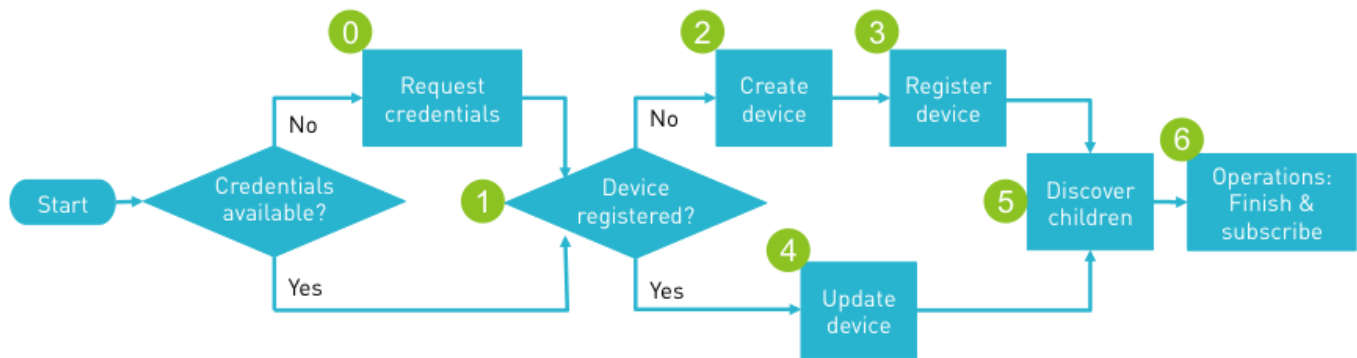 Start
Credentials
available?
No
Yes
0
Request
credentials
1
Device
registered?
No
Yes
2
Create
device
3
Register
device
4
Update
device
5
Discover
children
6
Operations:
Finish &
subscribe